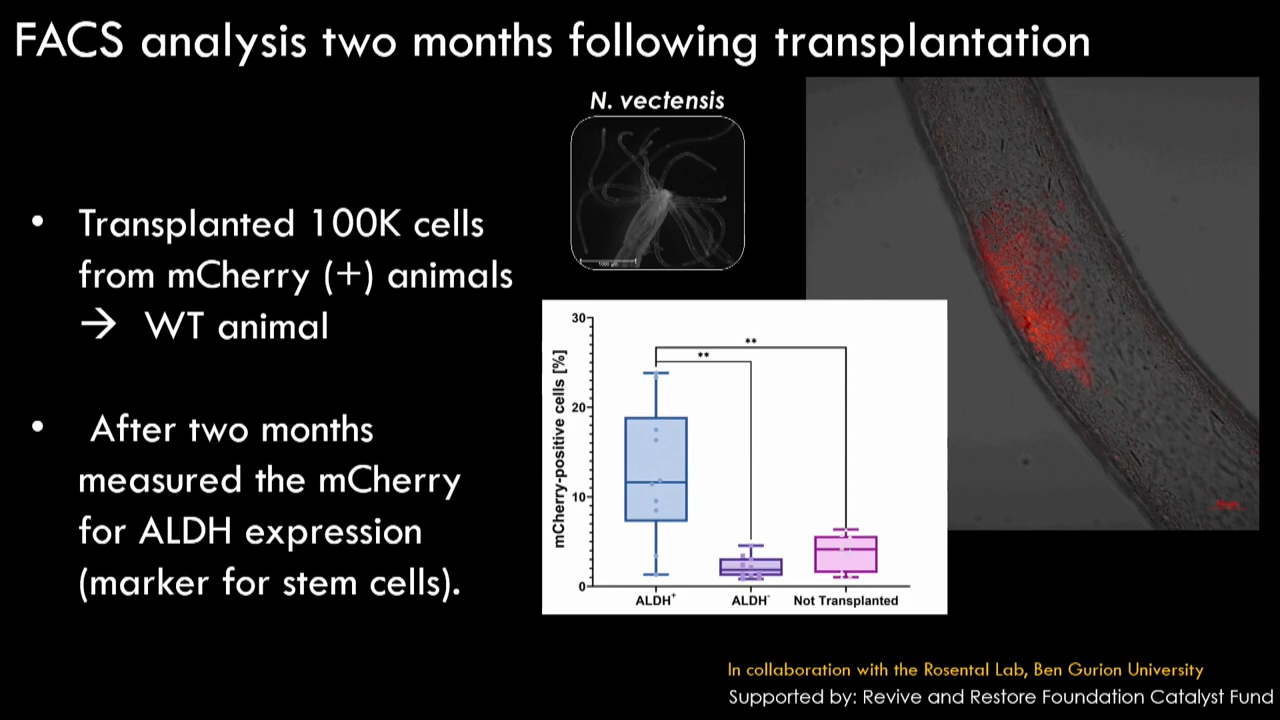 FACS analysis two months following transplantation
N. vectensis
• Transplanted 100K cells
from mCherry (+) animals
→ WT animal
• After two months
measured the mCherry
for ALDH expression
(marker for stem cells).
mCherry-positive cells [%]
30
20
10
0
**
**
ALDH⁺ ALDH⁻ Not Transplanted
In collaboration with the Rosental Lab, Ben Gurion University
Supported by: Revive and Restore Foundation Catalyst Fund